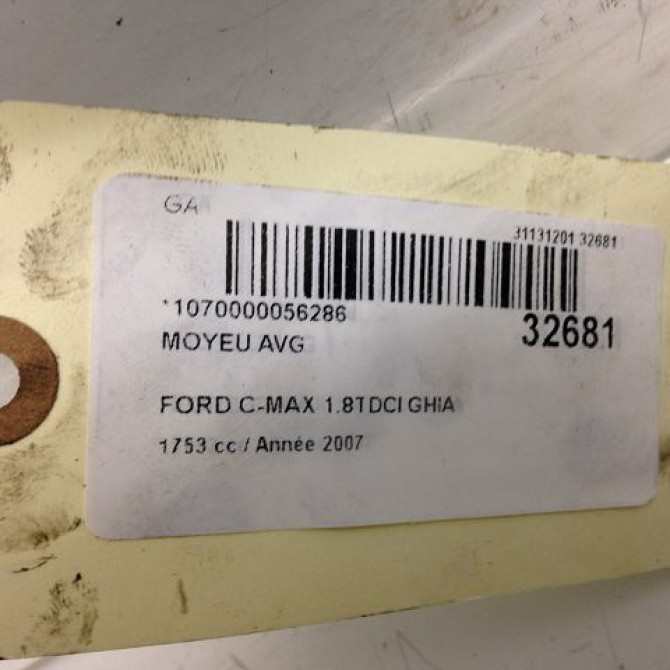 GA
31131201 32681
*1070000056286
32681
MOYEU AVG
FORD C-MAX 1.8TDCI GHIA
1753 cc / Année 2007